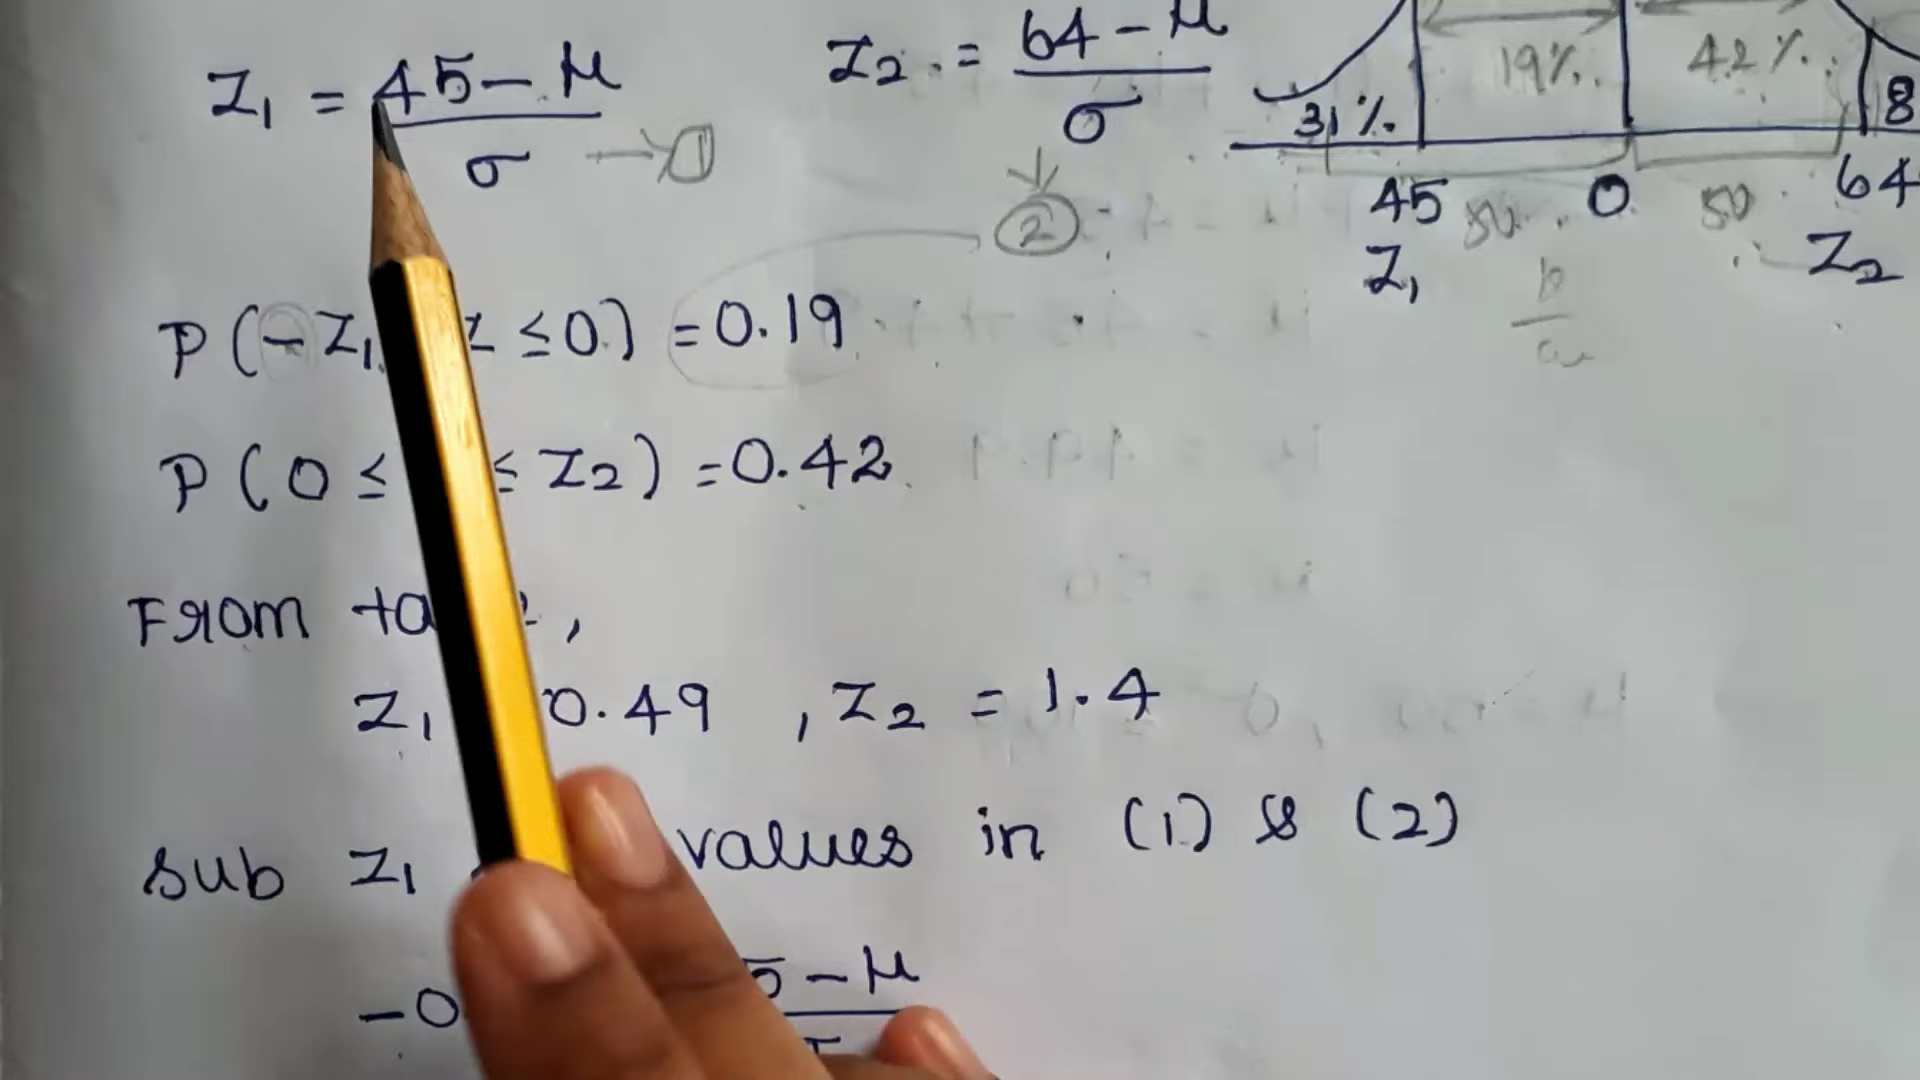 Z1 = 45 - μ / σ → 1
Z2 = 64 - μ / σ
2
31% 19% 42% 8
45 50 0 50 64
Z1 Z2
b/a
P(-Z1 Z ≤ 0) = 0.19
P(0 ≤ ≤ Z2) = 0.42
From ta
Z1 0.49, Z2 = 1.4
sub Z1 values in (1) & (2)
-0 5 - μ